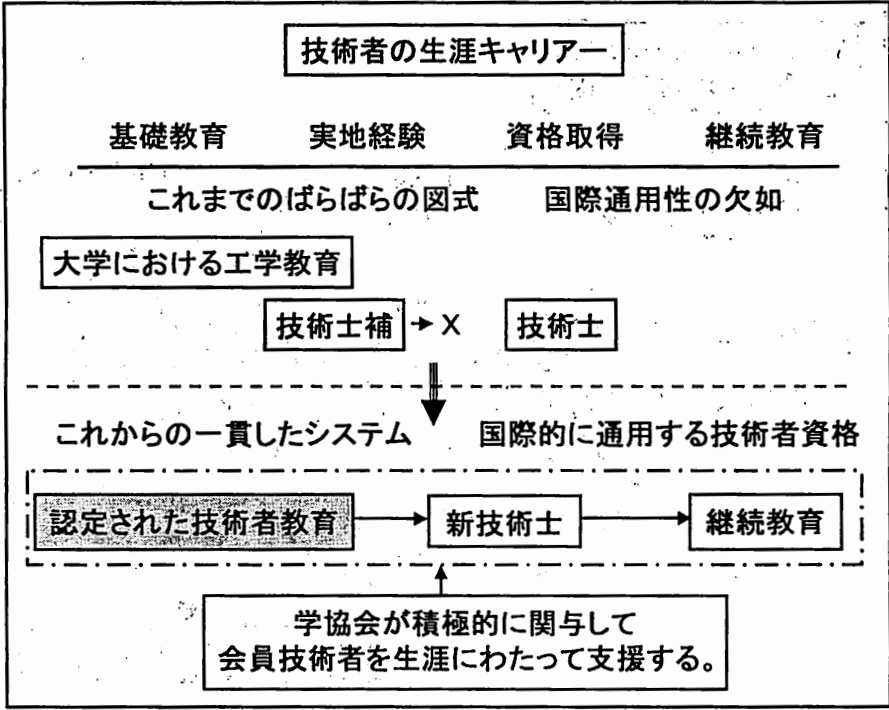 技術者の生涯キャリアー
基礎教育 実地経験 資格取得 継続教育
これまでのばらばらの図式 国際通用性の欠如
大学における工学教育
技術士補 → X 技術士
これからの一貫したシステム 国際的に通用する技術者資格
認定された技術者教育 新技術士 継続教育
学協会が積極的に関与して
会員技術者を生涯にわたって支援する。